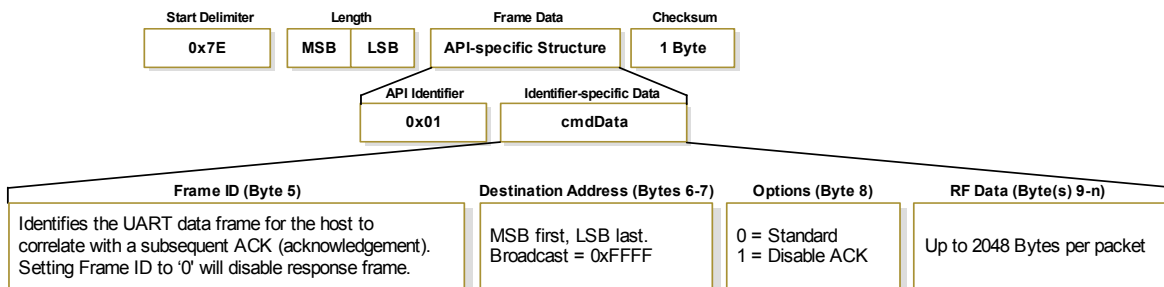 Start Delimiter
Length
Frame Data
Checksum
0x7E
MSB
LSB
API-specific Structure
1 Byte
API Identifier
Identifier-specific Data
0x01
cmdData
Frame ID (Byte 5)
Identifies the UART data frame for the host to
correlate with a subsequent ACK (acknowledgement).
Setting Frame ID to ‘0' will disable response frame.
Destination Address (Bytes 6-7)
MSB first, LSB last.
Broadcast = 0xFFFF
Options (Byte 8)
0 = Standard
1 = Disable ACK
RF Data (Byte(s) 9-n)
Up to 2048 Bytes per packet